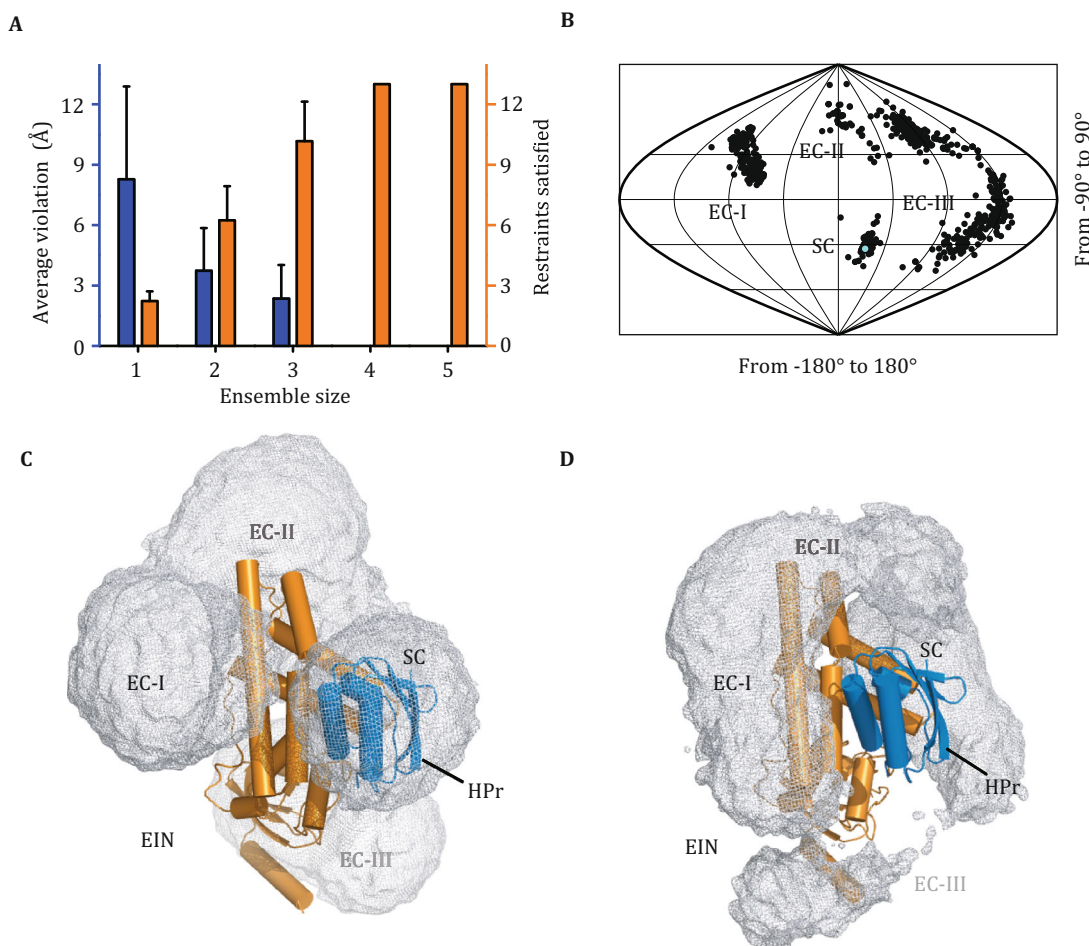 A
Average violation (Å)
12
9
6
3
0
12
9
6
3
0
Restraints satisfied
1 2 3 4 5
Ensemble size
B
EC-II
EC-I
EC-III
SC
From -90° to 90°
From -180° to 180°
C
EC-II
EC-I
SC
HPr
EIN
EC-III
D
EC-II
EC-I
SC
HPr
EIN
EC-III